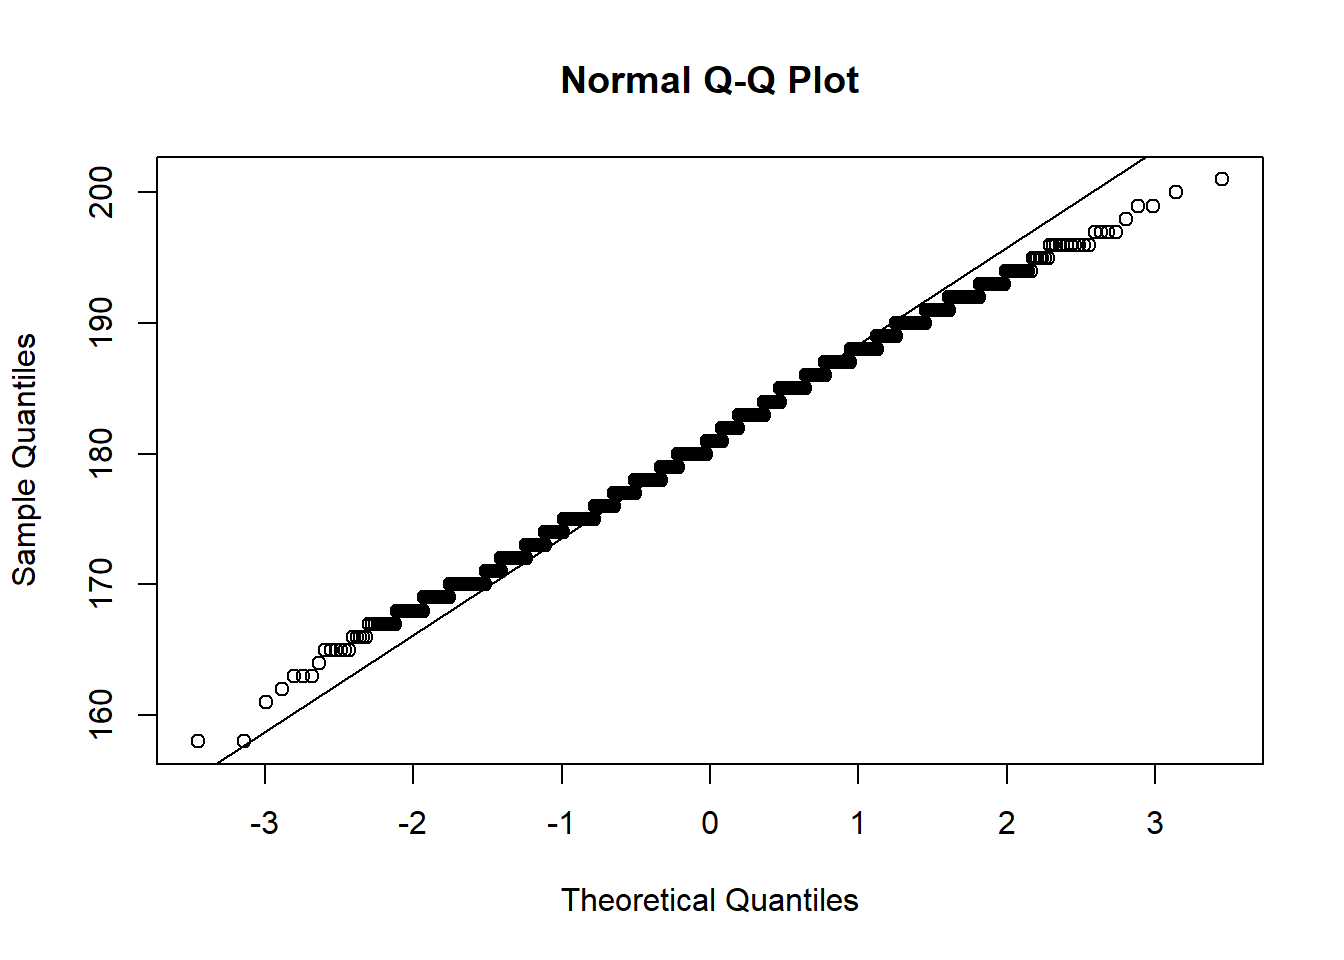 Normal Q-Q Plot
Sample Quantiles
200
190
180
170
160
-3 -2 -1 0 1 2 3
Theoretical Quantiles